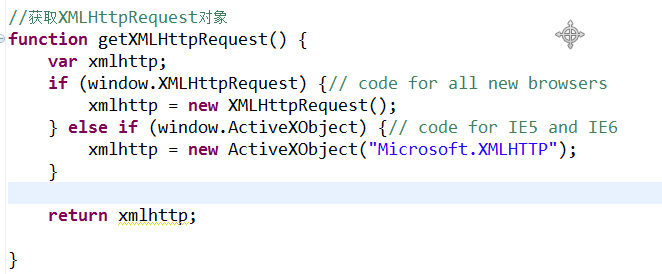 //获取XMLHttpRequest对象
function getXMLHttpRequest() {
    var xmlhttp;
    if (window.XMLHttpRequest) {// code for all new browsers
        xmlhttp = new XMLHttpRequest();
    } else if (window.ActiveXObject) {// code for IE5 and IE6
        xmlhttp = new ActiveXObject("Microsoft.XMLHTTP");
    }
    return xmlhttp;
}